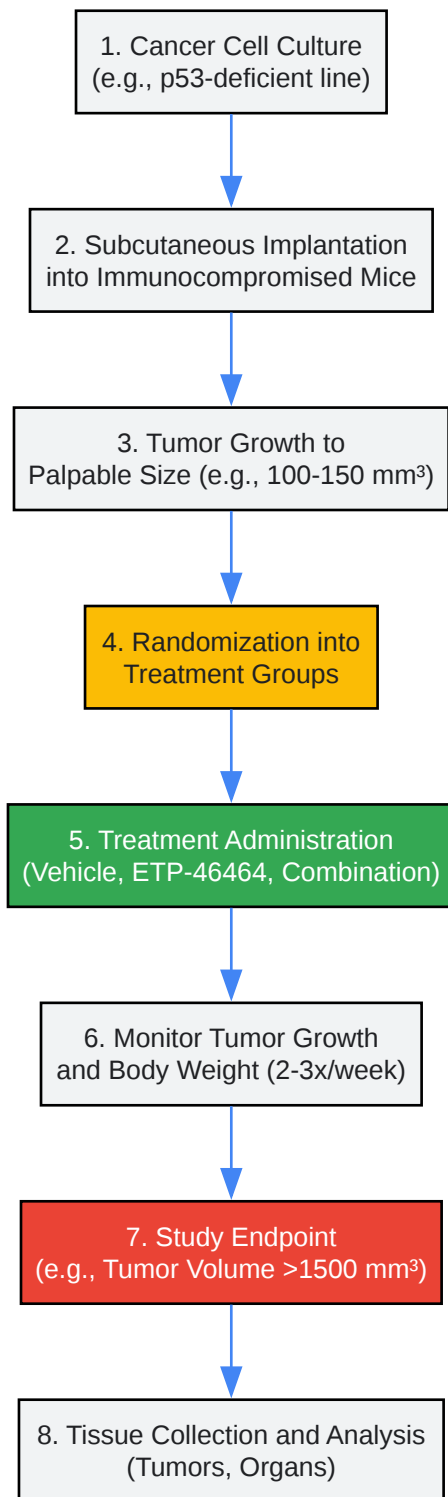 1. Cancer Cell Culture
(e.g., p53-deficient line)
2. Subcutaneous Implantation
into Immunocompromised Mice
3. Tumor Growth to
Palpable Size (e.g., 100-150 mm³)
4. Randomization into
Treatment Groups
5. Treatment Administration
(Vehicle, ETP-46464, Combination)
6. Monitor Tumor Growth
and Body Weight (2-3x/week)
7. Study Endpoint
(e.g., Tumor Volume >1500 mm³)
8. Tissue Collection and Analysis
(Tumors, Organs)